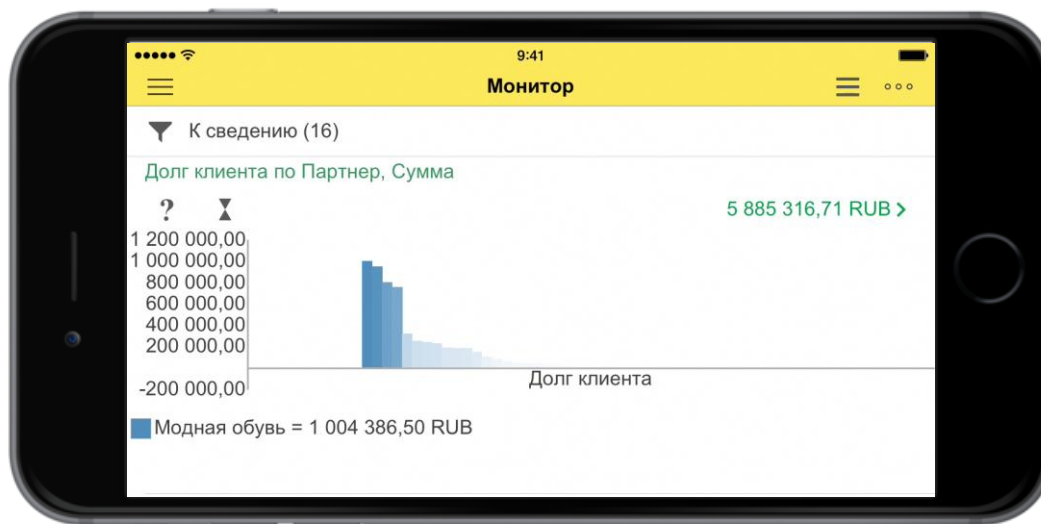 9:41
Монитор
К сведению (16)
Долг клиента по Партнер, Сумма
?
5 885 316,71 RUB >
1 200 000,00
1 000 000,00
800 000,00
600 000,00
400 000,00
200 000,00
-200 000,00
Долг клиента
Модная обувь = 1 004 386,50 RUB